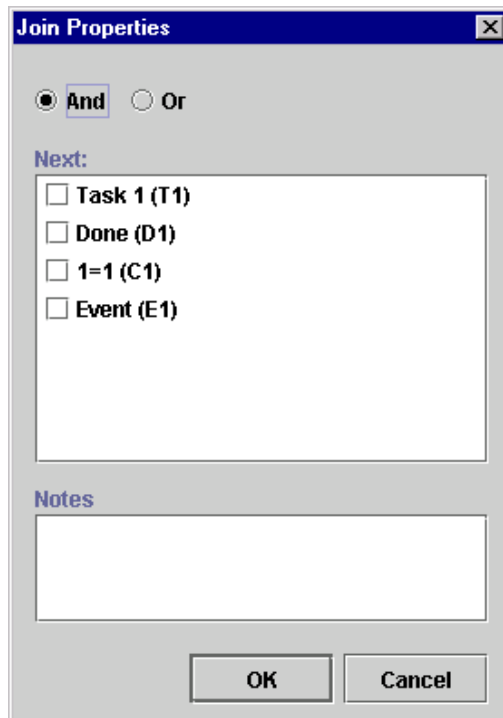 Join Properties
And Or
Next:
Task 1 (T1)
Done (D1)
1=1 (C1)
Event (E1)
Notes
OK Cancel